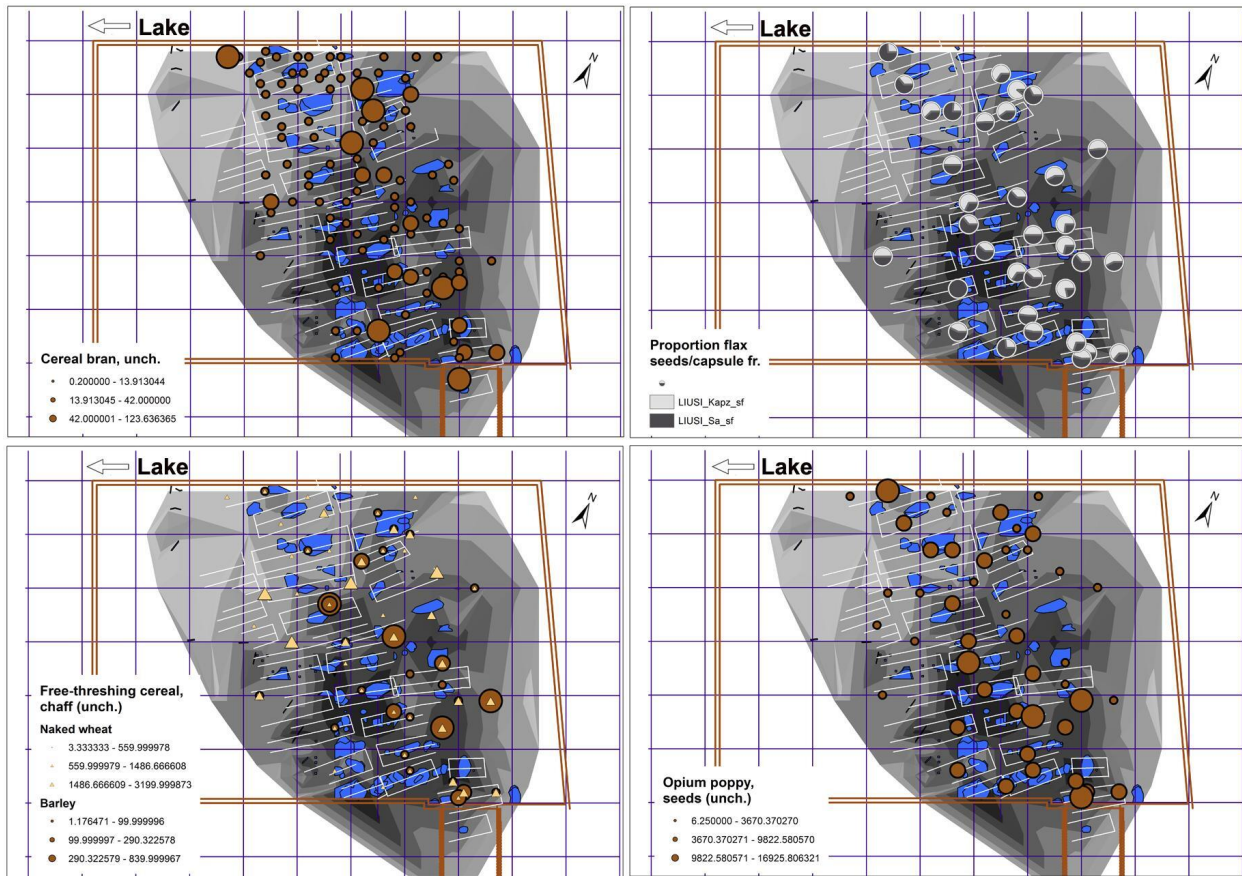 Lake
N
Cereal bran, unch.
0.200000 - 13.913044
13.913045 - 42.000000
42.000001 - 123.636365
Lake
N
Proportion flax
seeds/capsule fr.
LIUSI_Kapz_sf
LIUSI_Sa_sf
Lake
N
Free-threshing cereal,
chaff (unch.)
Naked wheat
3.333333 - 559.999978
559.999979 - 1486.666608
1486.666609 - 3199.999873
Barley
1.176471 - 99.999996
99.999997 - 290.322578
290.322579 - 839.999967
Lake
N
Opium poppy,
seeds (unch.)
6.250000 - 3670.370270
3670.370271 - 9822.580570
9822.580571 - 16925.806321